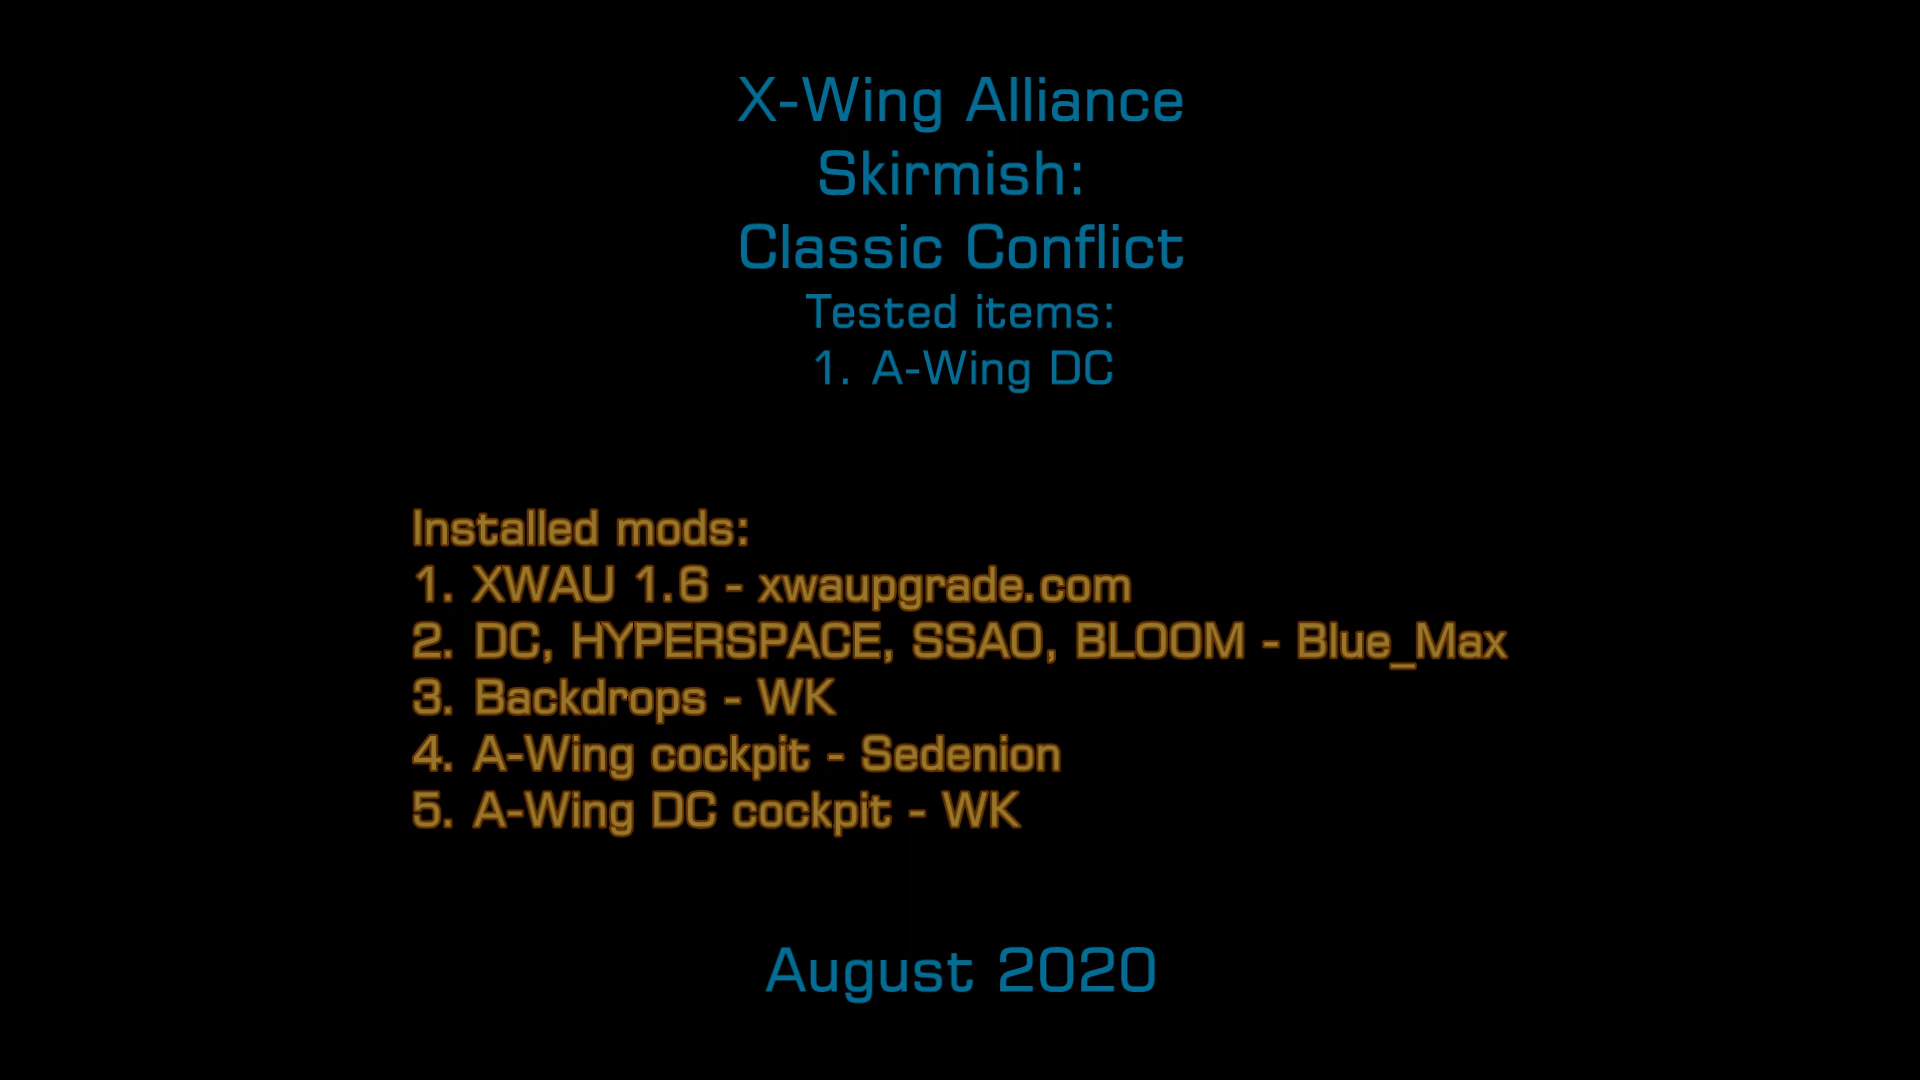 X-Wing Alliance
Skirmish:
Classic Conflict
Tested items:
1. A-Wing DC
Installed mods:
1. XWAU 1.6 - xwaupgrade.com
2. DC, HYPERSPACE, SSAO, BLOOM - Blue_Max
3. Backdrops - WK
4. A-Wing cockpit - Sedenion
5. A-Wing DC cockpit - WK
August 2020